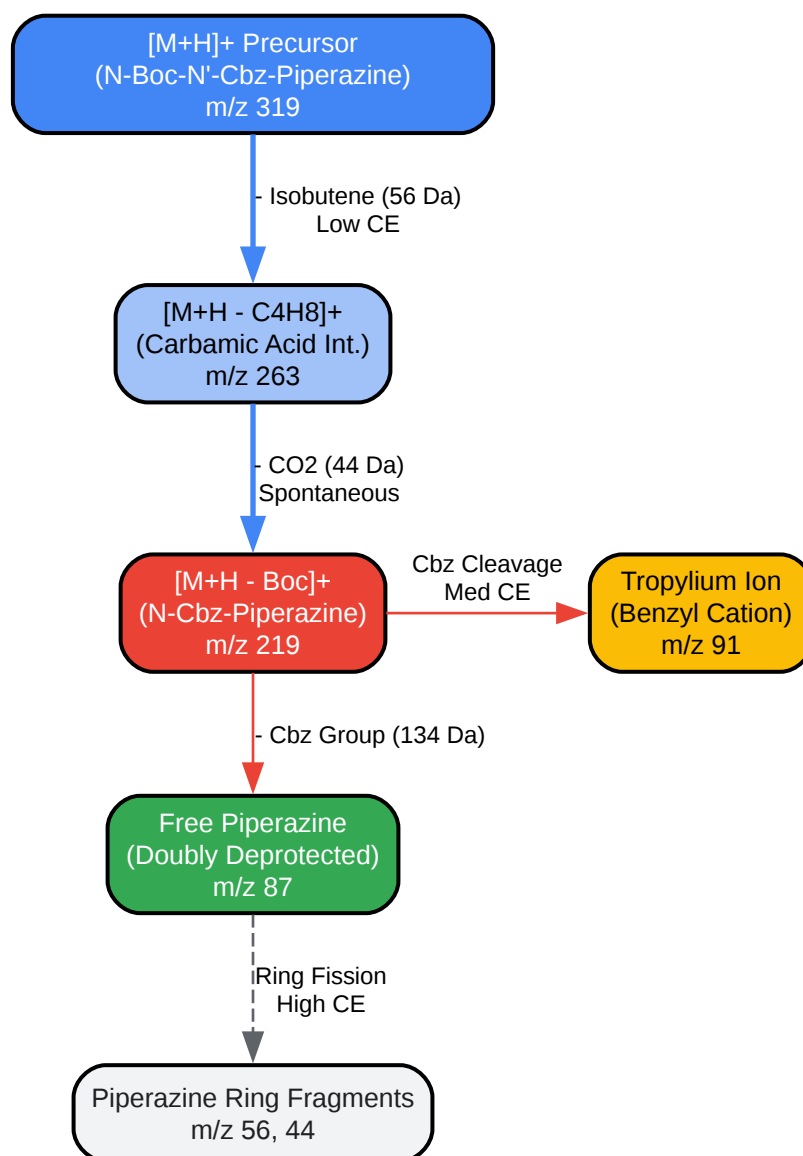 [M+H]+ Precursor
(N-Boc-N'-Cbz-Piperazine)
m/z 319
- Isobutene (56 Da)
Low CE
[M+H - C4H8]+
(Carbamic Acid Int.)
m/z 263
- CO2 (44 Da)
Spontaneous
[M+H - Boc]+
(N-Cbz-Piperazine)
m/z 219
Cbz Cleavage
Med CE
Tropylium Ion
(Benzyl Cation)
m/z 91
- Cbz Group (134 Da)
Free Piperazine
(Doubly Deprotected)
m/z 87
Ring Fission
High CE
Piperazine Ring Fragments
m/z 56, 44